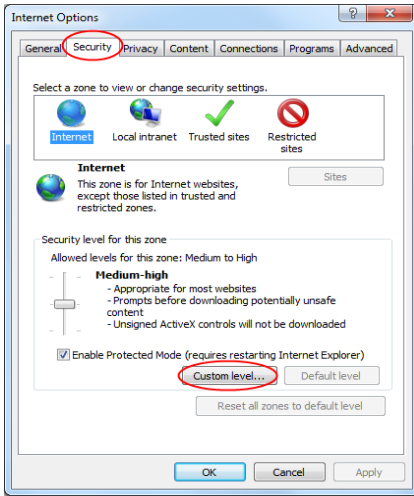 Internet Options
General Security Privacy Content Connections Programs Advanced
Select a zone to view or change security settings.
Internet Local intranet Trusted sites Restricted
sites
Internet
This zone is for Internet websites,
except those listed in trusted and
restricted zones.
Sites
Security level for this zone
Allowed levels for this zone: Medium to High
Medium-high
- Appropriate for most websites
- Prompts before downloading potentially unsafe
content
- Unsigned ActiveX controls will not be downloaded
Enable Protected Mode (requires restarting Internet Explorer)
Custom level... Default level
Reset all zones to default level
OK Cancel Apply